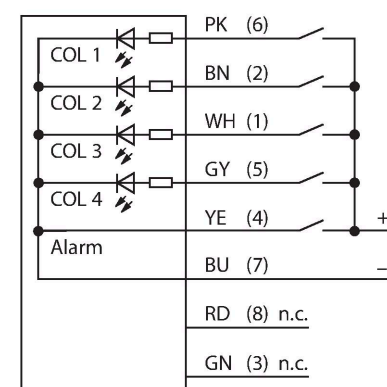 PK (6)
COL 1
BN (2)
COL 2
WH (1)
COL 3
GY (5)
COL 4
YE (4)
+
Alarm
BU (7)
–
RD (8) n.c.
GN (3) n.c.